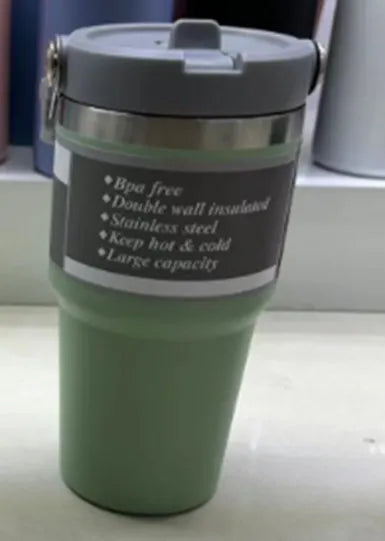 ◆Bpa free
◆Double wall insulated
◆Stainless steel
◆Keep hot & cold
◆Large capacity